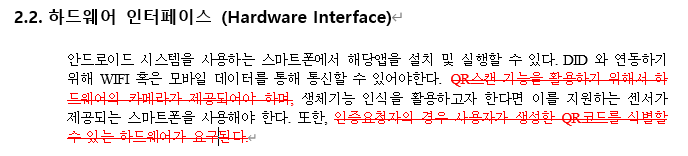 2.2. 하드웨어 인터페이스 (Hardware Interface)↵
안드로이드 시스템을 사용하는 스마트폰에서 해당앱을 설치 및 실행할 수 있다. DID 와 연동하기
위해 WIFI 혹은 모바일 데이터를 통해 통신할 수 있어야한다. QR스캔 기능을 활용하기 위해서 하
드웨어의 카메라가 제공되어야 하며, 생체기능 인식을 활용하고자 한다면 이를 지원하는 센서가
제공되는 스마트폰을 사용해야 한다. 또한, 인증요청자의 경우 사용자가 생성한 QR코드를 식별할
수 있는 하드웨어가 요구된다.↵